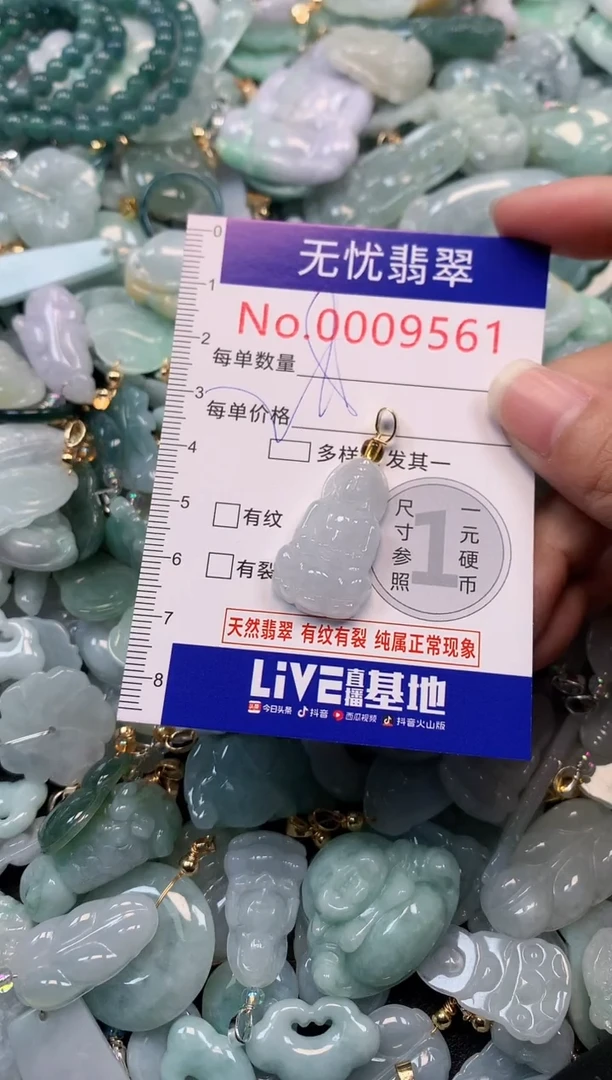 0
无忧翡翠
1
No.0009561
2
每单数量
3
每单价格
4
多样 发其一
5
有纹
尺寸参照
1
一元硬币
6
有裂
7
天然翡翠 有纹有裂 纯属正常现象
8
LiVE直播基地
今日头条 抖音 西瓜视频 抖音火山版